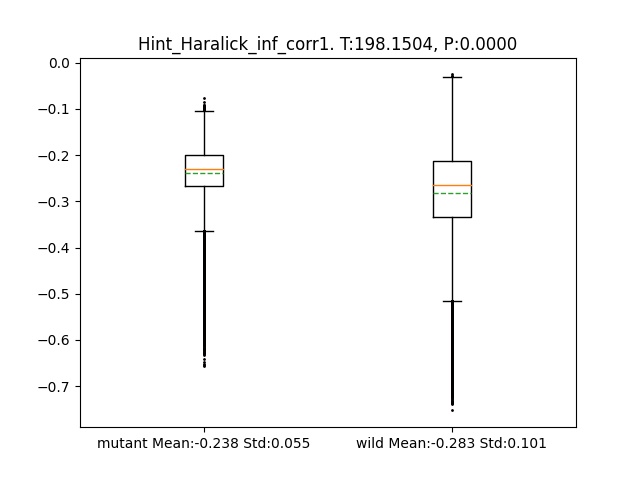 Hint_Haralick_inf_corr1. T:198.1504, P:0.0000
0.0
−0.1
−0.2
−0.3
−0.4
−0.5
−0.6
−0.7
mutant Mean:-0.238 Std:0.055
wild Mean:-0.283 Std:0.101